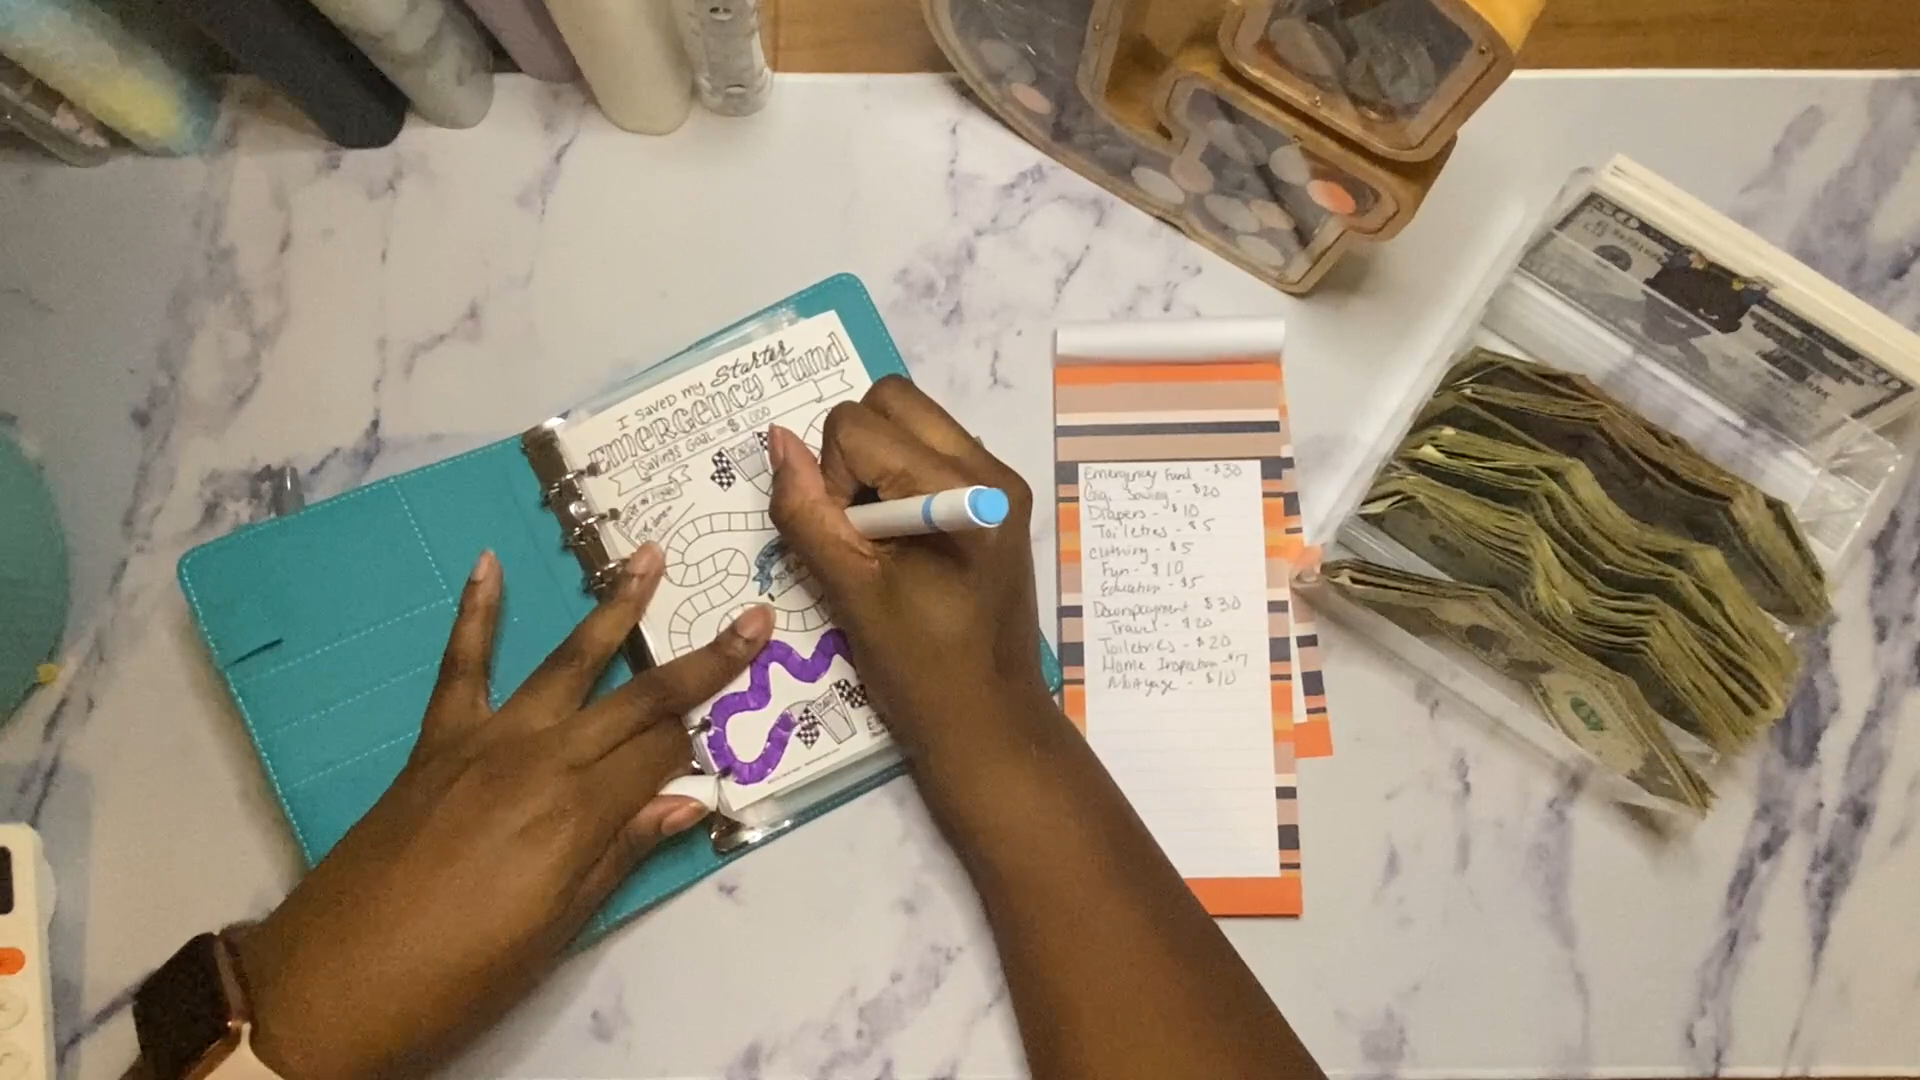 I saved my Starter
Emergency Fund
Savings Goal = $1,000
Emergency Fund - $30
Gigi Saving - $20
Diapers - $10
Toiletries - $5
Clothing - $5
Fun - $10
Education - $5
Downpayment $30
Travel - $20
Toiletries - $20
Home Inspection - $7
Mortgage - $10